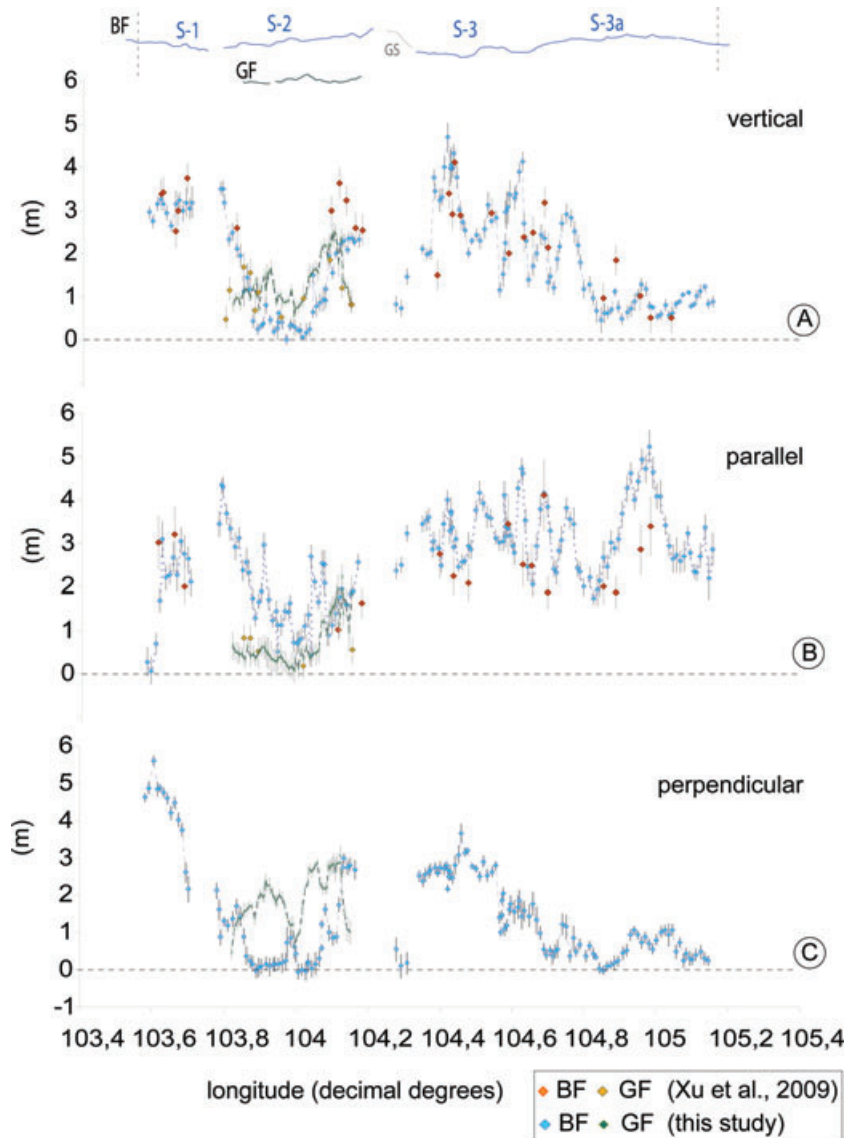 BF S-1 S-2 GS S-3 S-3a
GF
6
5
4
3
2
1
0
(m)
vertical
A
6
5
4
3
2
1
0
(m)
parallel
B
6
5
4
3
2
1
0
-1
(m)
perpendicular
C
103,4 103,6 103,8 104 104,2 104,4 104,6 104,8 105 105,2 105,4
longitude (decimal degrees)
BF GF (Xu et al., 2009)
BF GF (this study)